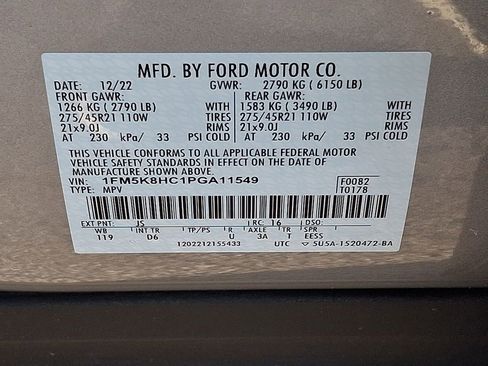 MFD. BY FORD MOTOR CO.
DATE: 12/22 GVWR: 2790 KG ( 6150 LB)
FRONT GAWR: REAR GAWR:
1266 KG ( 2790 LB) WITH 1583 KG ( 3490 LB) WITH
275/45R21 110W TIRES 275/45R21 110W TIRES
21x9.0J RIMS 21x9.0J RIMS
AT 230 kPa/ 33 PSI COLD AT 230 kPa/ 33 PSI COLD
THIS VEHICLE CONFORMS TO ALL APPLICABLE FEDERAL MOTOR
VEHICLE SAFETY STANDARDS IN EFFECT ON THE DATE OF
MANUFACTURE SHOWN ABOVE.
VIN: 1FM5K8HC1PGA11549 F0082
TYPE: MPV T0178
EXT PNT: JS RC: 16 DSO:
WB INT TR TP/PS R AXLE TR SPR
119 D6 U 3A T EESS
1202212155433 UTC 5U5A-1520472-BA